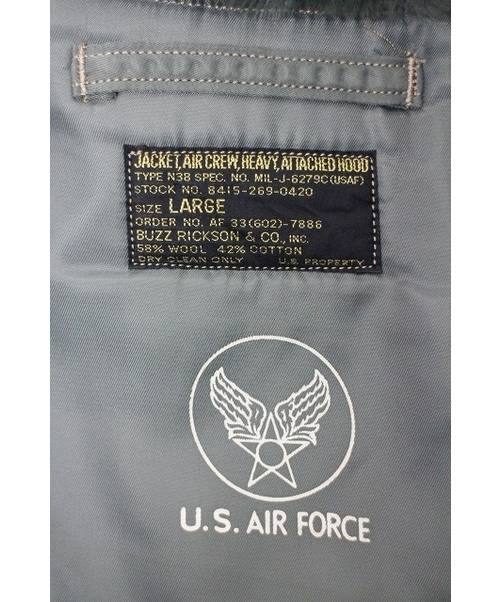 JACKET, AIR CREW, HEAVY, ATTACHED HOOD
TYPE N3B SPEC. NO. MIL-J-6279C(USAF)
STOCK NO. 8415-269-0420
SIZE LARGE
ORDER NO. AF 33(602)-7886
BUZZ RICKSON & CO., INC.
58% WOOL 42% COTTON
DRY CLEAN ONLY U.S. PROPERTY
U.S. AIR FORCE